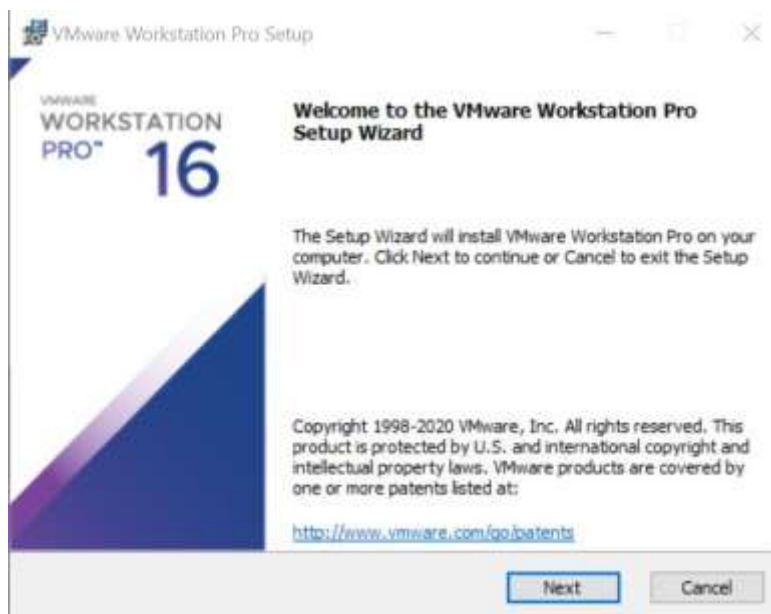 VMware Workstation Pro Setup
VMWARE
WORKSTATION
PRO™ 16
Welcome to the VMware Workstation Pro
Setup Wizard
The Setup Wizard will install VMware Workstation Pro on your
computer. Click Next to continue or Cancel to exit the Setup
Wizard.
Copyright 1998-2020 VMware, Inc. All rights reserved. This
product is protected by U.S. and international copyright and
intellectual property laws. VMware products are covered by
one or more patents listed at:
http://www.vmware.com/go/patents
Next Cancel